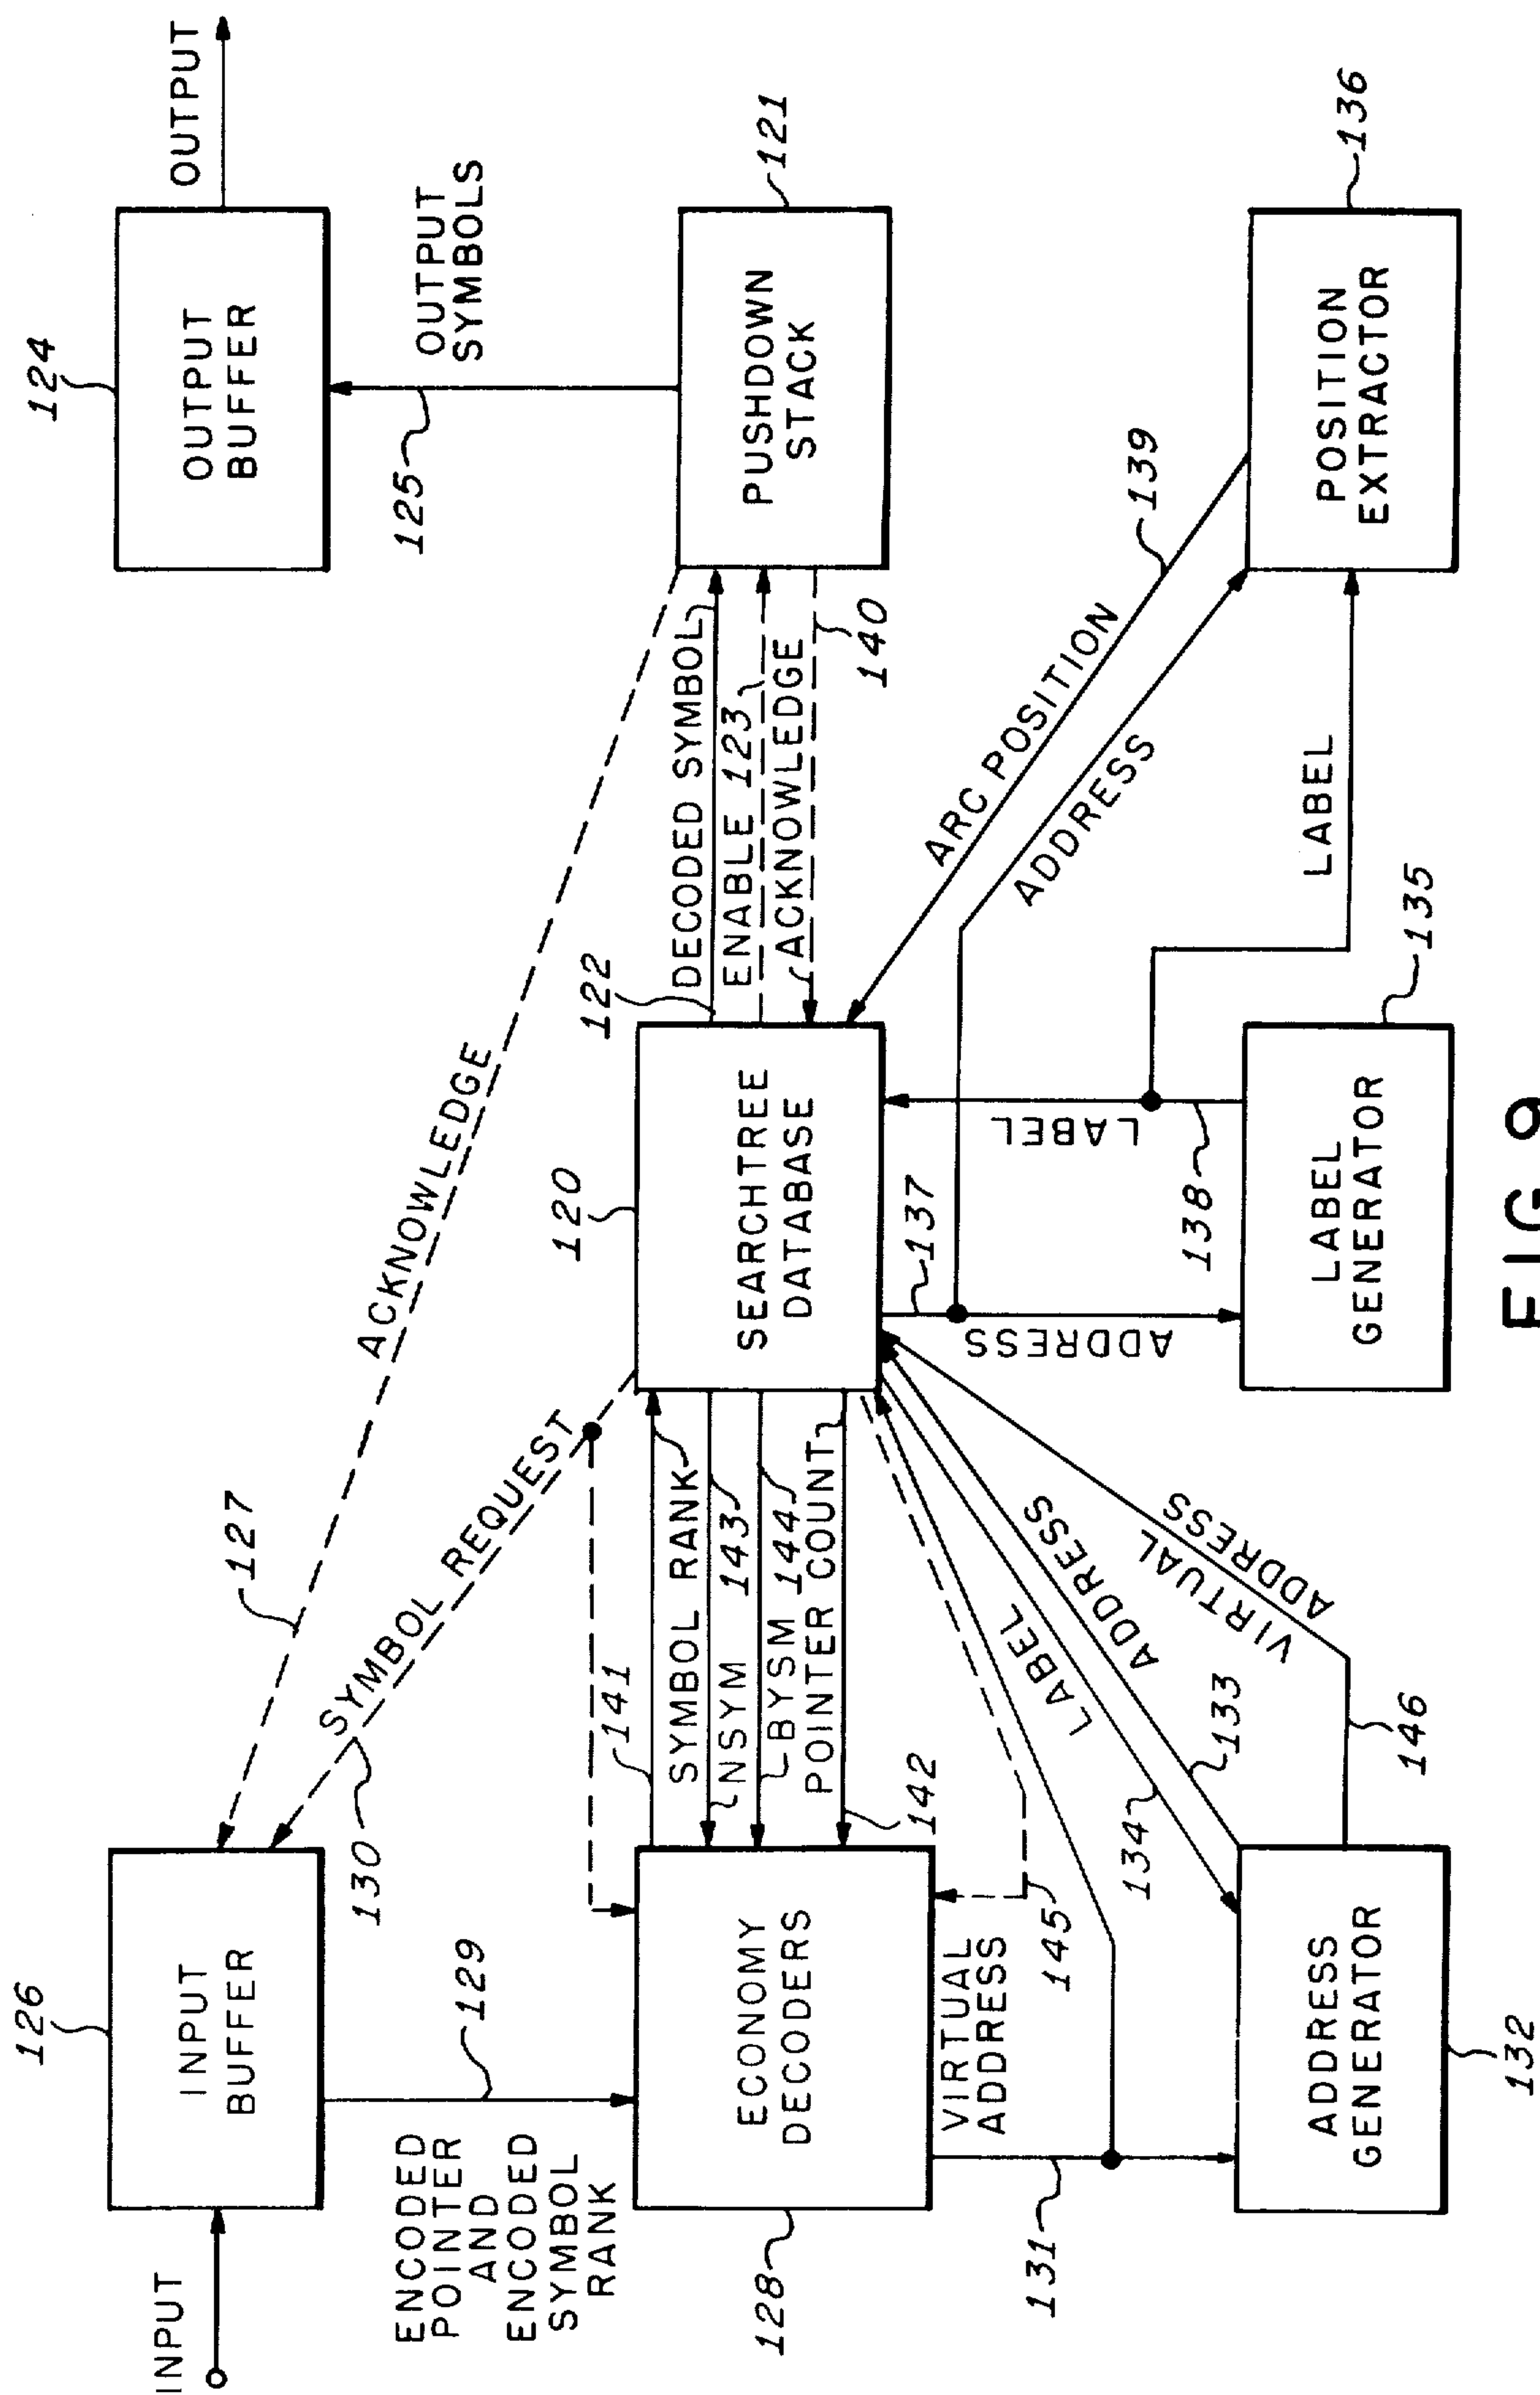 INPUT
126
INPUT
BUFFER
127
ACKNOWLEDGE
SYMBOL REQUEST
130
124
OUTPUT
BUFFER
OUTPUT
125
OUTPUT
SYMBOLS
129
ENCODED
POINTER
AND
ENCODED
SYMBOL
RANK
128
ECONOMY
DECODERS
141
SYMBOL RANK
NSYM 143
BYSM 144
POINTER COUNT
142
120
SEARCHTREE
DATABASE
122
DECODED SYMBOL
ENABLE 123
ACKNOWLEDGE
140
PUSHDOWN
STACK
121
VIRTUAL
ADDRESS
145
131
LABEL
134
ADDRESS
133
VIRTUAL
ADDRESS
146
ADDRESS
GENERATOR
132
137
ADDRESS
LABEL
138
LABEL
GENERATOR
135
ARC POSITION
139
ADDRESS
LABEL
POSITION
EXTRACTOR
136
FIG. 9